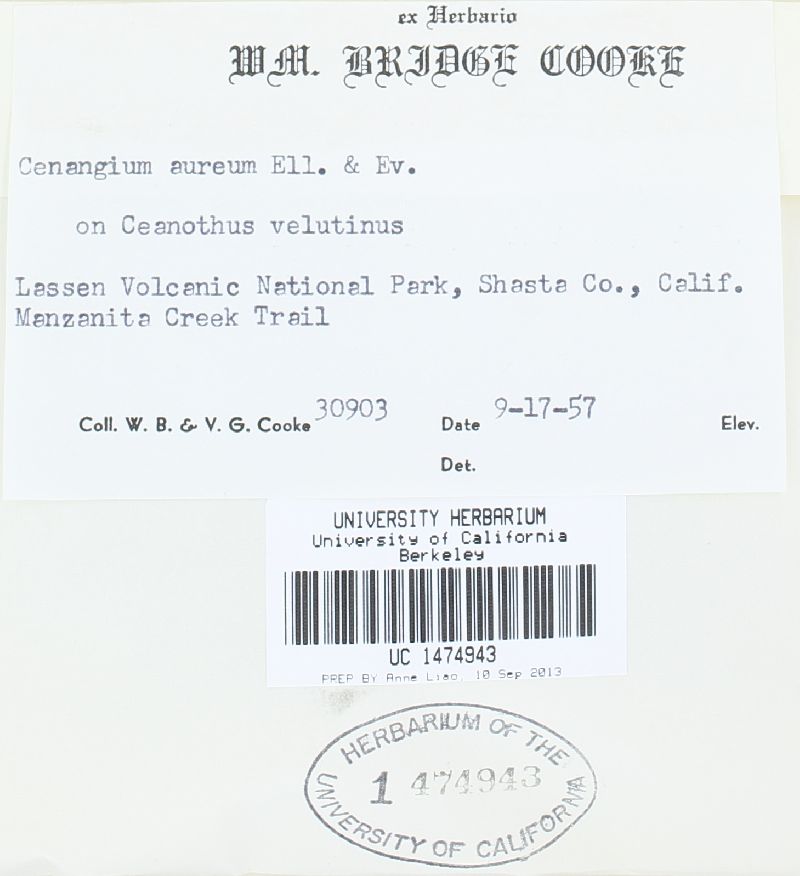 ex Herbario
WM. BRIDGE COOKE
Cenangium aureum Ell. & Ev.
on Ceanothus velutinus
Lassen Volcanic National Park, Shasta Co., Calif.
Manzanita Creek Trail
Coll. W. B. & V. G. Cooke 30903 Date 9-17-57 Elev.
Det.
UNIVERSITY HERBARIUM
University of California
Berkeley
UC 1474943
PREP BY Anne Liao, 10 Sep 2013
HERBARIUM OF THE
1 474943
UNIVERSITY OF CALIFORNIA